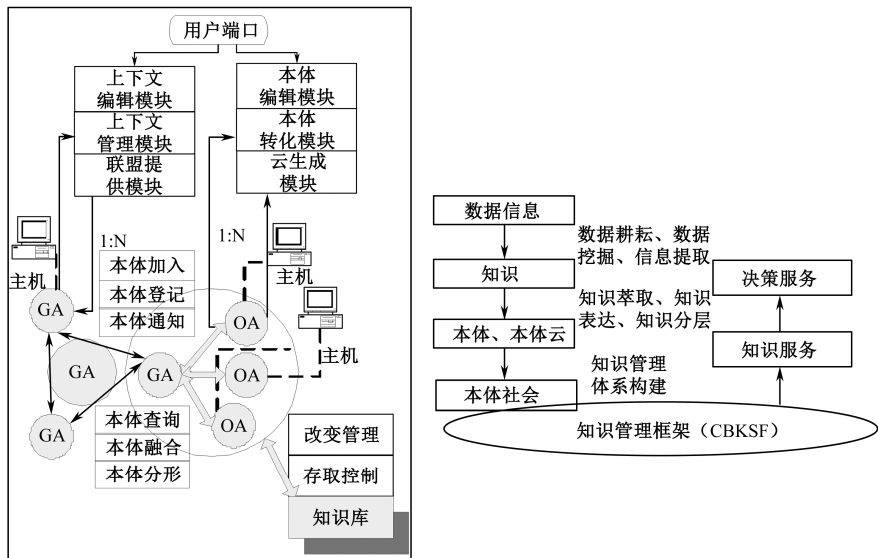 用户端口
上下文
编辑模块
上下文
管理模块
联盟提
供模块
本体
编辑模块
本体
转化模块
云生成
模块
1:N
1:N
主机
主机
主机
本体加入
本体登记
本体通知
GA
GA
GA
GA
OA
OA
OA
本体查询
本体融合
本体分形
改变管理
存取控制
知识库
数据信息
数据耕耘、数据
挖掘、信息提取
知识
知识萃取、知识
表达、知识分层
本体、本体云
知识管理
体系构建
本体社会
决策服务
知识服务
知识管理框架（CBKSF）